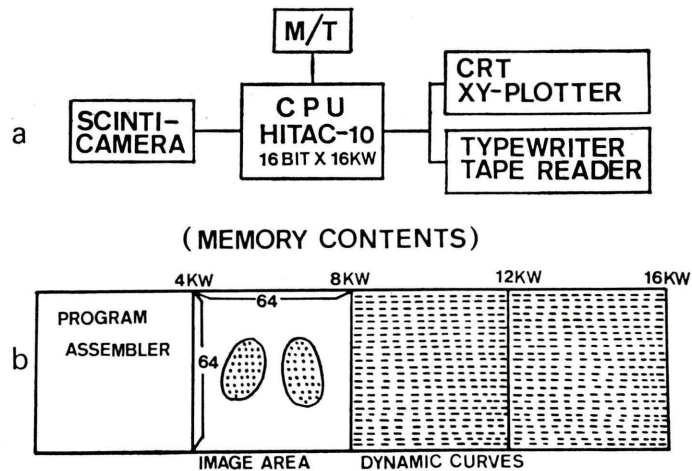 a
M/T
SCINTI-
CAMERA
CPU
HITAC-10
16 BIT X 16KW
CRT
XY-PLOTTER
TYPEWRITER
TAPE READER
(MEMORY CONTENTS)
4KW 8KW 12KW 16KW
b
PROGRAM
ASSEMBLER
64
64
IMAGE AREA DYNAMIC CURVES